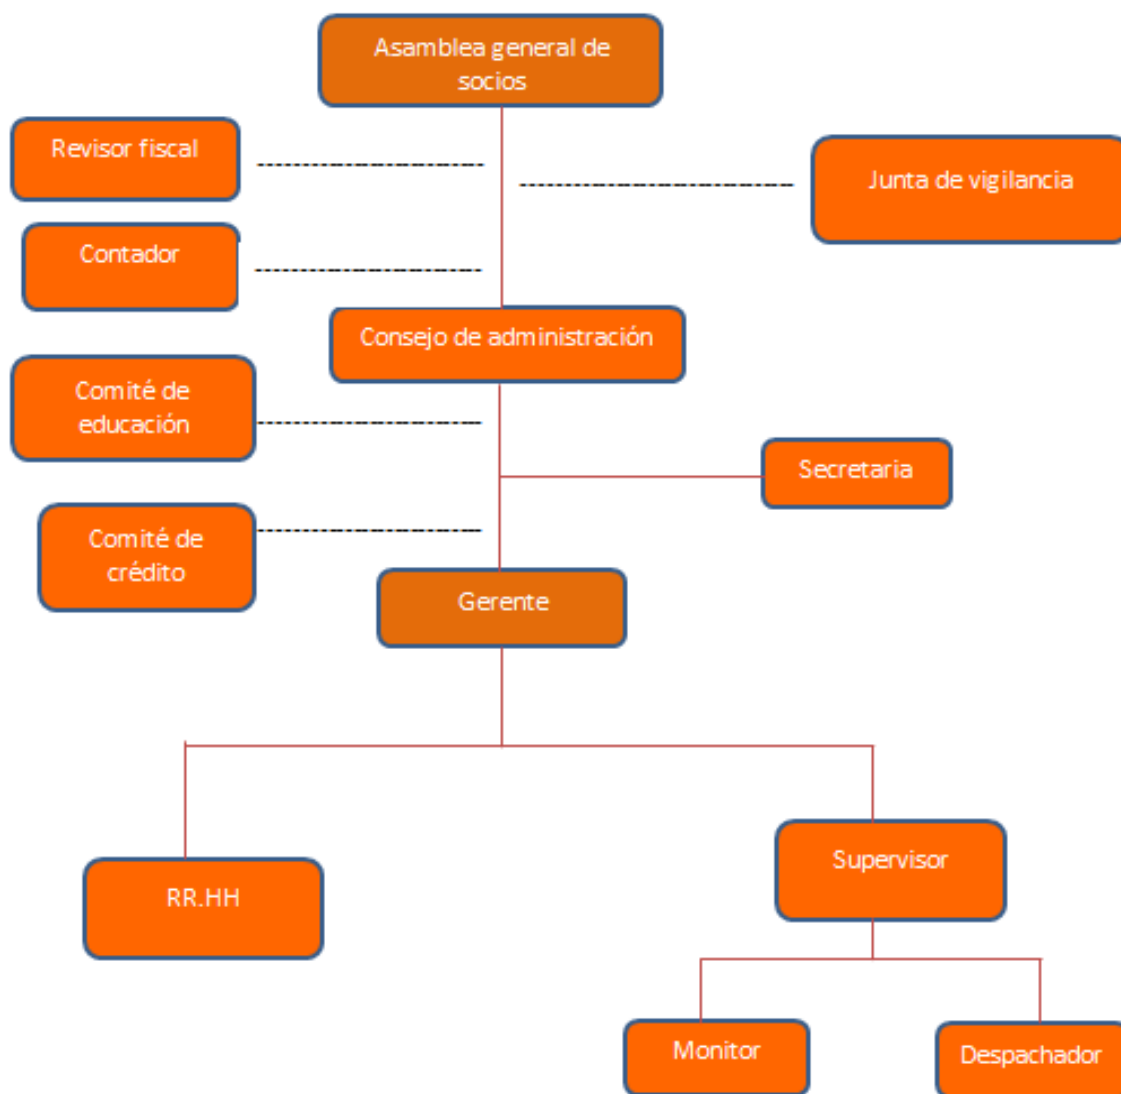 Asamblea general de
socios
Revisor fiscal
Junta de vigilancia
Contador
Consejo de administración
Comité de
educación
Secretaria
Comité de
crédito
Gerente
Supervisor
RR.HH
Monitor
Despachador